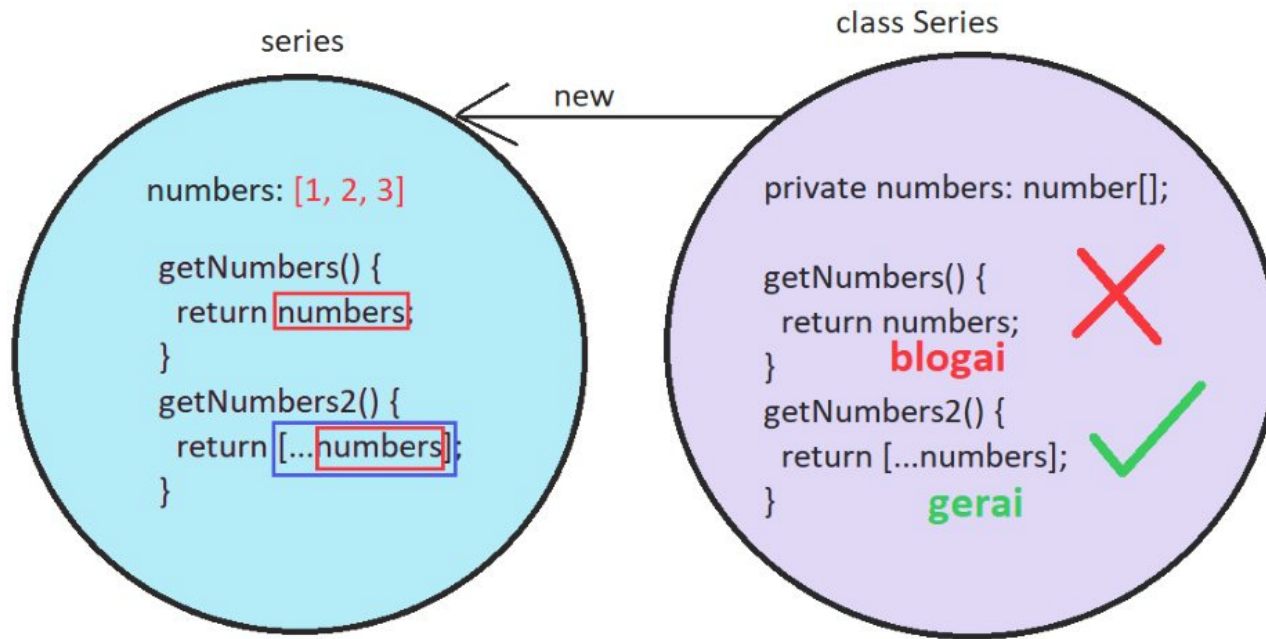 series
new
numbers: [1, 2, 3]
getNumbers() {
return numbers;
}
getNumbers2() {
return [...numbers];
}
class Series
private numbers: number[];
getNumbers() {
return numbers;
}
blogai
getNumbers2() {
return [...numbers];
}
gerai